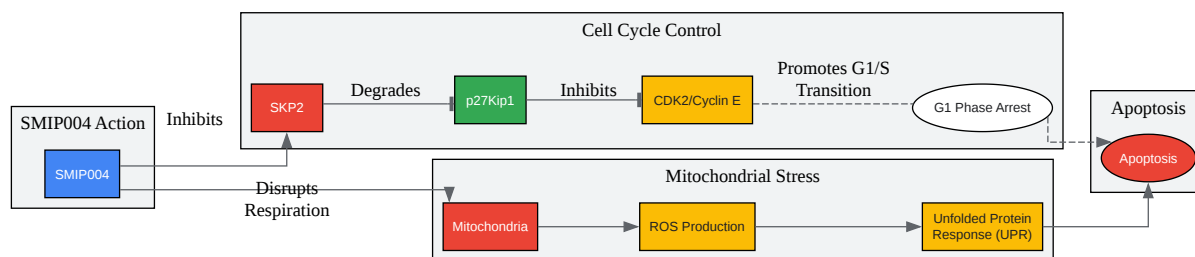 Cell Cycle Control
SMIP004 Action
Inhibits
SKP2
Degrades
p27Kip1
Inhibits
CDK2/Cyclin E
Promotes G1/S
Transition
G1 Phase Arrest
Apoptosis
Apoptosis
SMIP004
Disrupts
Respiration
Mitochondrial Stress
Mitochondria
ROS Production
Unfolded Protein
Response (UPR)